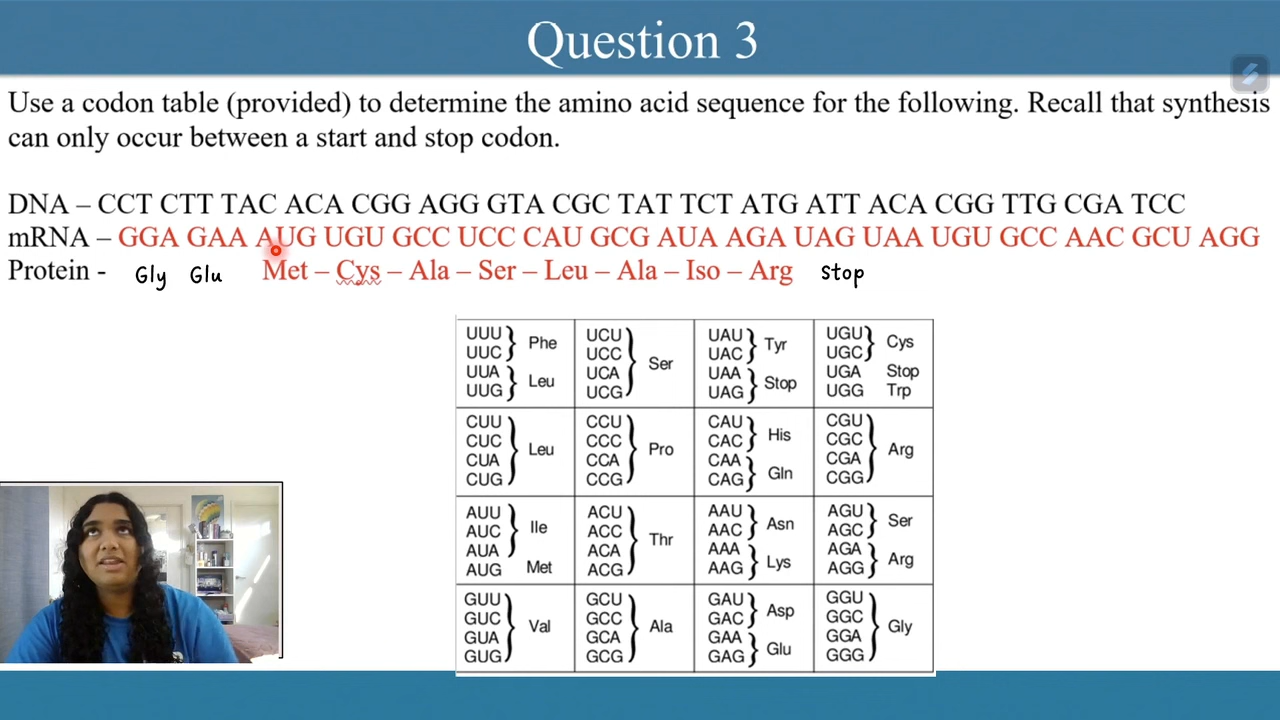 Question 3
Use a codon table (provided) to determine the amino acid sequence for the following. Recall that synthesis
can only occur between a start and stop codon.
DNA – CCT CTT TAC ACA CGG AGG GTA CGC TAT TCT ATG ATT ACA CGG TTG CGA TCC
mRNA – GGA GAA AUG UGU GCC UCC CAU GCG AUA AGA UAG UAA UGU GCC AAC GCU AGG
Protein - Gly Glu Met – Cys – Ala – Ser – Leu – Ala – Iso – Arg Stop
UUU UCU UAU UGU
UUC Phe UCC Ser UAC Tyr UGC Cys
UUA UCA UAA UGA Stop
UUG Leu UCG UAG Stop UGG Trp
CUU CCU CAU CGU
CUC Leu CCC Pro CAC His CGC Arg
CUA CCA CAA CGA
CUG CCG CAG Gln CGG
AUU ACU AAU AGU
AUC Ile ACC Thr AAC Asn AGC Ser
AUA ACA AAA AGA
AUG Met ACG AAG Lys AGG Arg
GUU GCU GAU GGU
GUC Val GCC Ala GAC Asp GGC Gly
GUA GCA GAA GGA
GUG GCG GAG Glu GGG